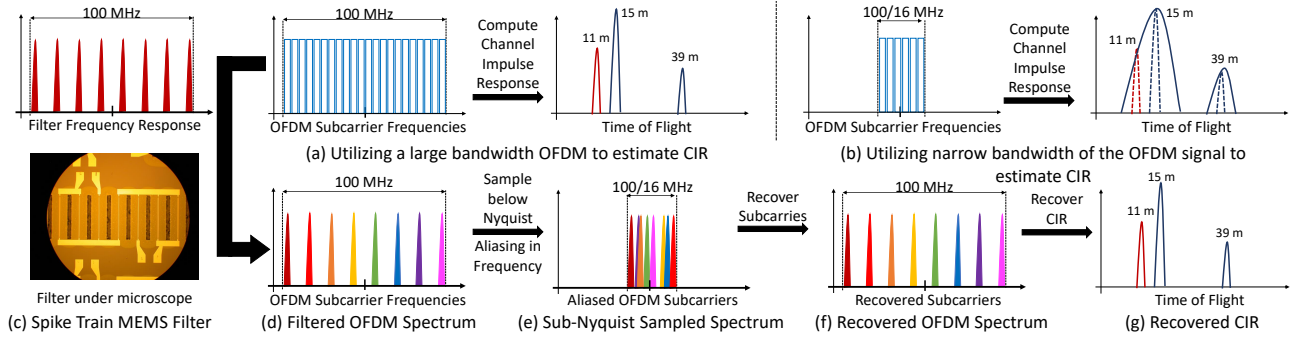 100 MHz
Filter Frequency Response
Filter under microscope
(c) Spike Train MEMS Filter
100 MHz
OFDM Subcarrier Frequencies
Compute
Channel
Impulse
Response
11 m
15 m
39 m
Time of Flight
(a) Utilizing a large bandwidth OFDM to estimate CIR
100/16 MHz
OFDM Subcarrier Frequencies
Compute
Channel
Impulse
Response
11 m
15 m
39 m
Time of Flight
(b) Utilizing narrow bandwidth of the OFDM signal to
estimate CIR
100 MHz
OFDM Subcarrier Frequencies
(d) Filtered OFDM Spectrum
Sample
below
Nyquist
Aliasing in
Frequency
100/16 MHz
Aliased OFDM Subcarriers
(e) Sub-Nyquist Sampled Spectrum
Recover
Subcarries
100 MHz
Recovered Subcarriers
(f) Recovered OFDM Spectrum
Recover
CIR
11 m
15 m
39 m
Time of Flight
(g) Recovered CIR